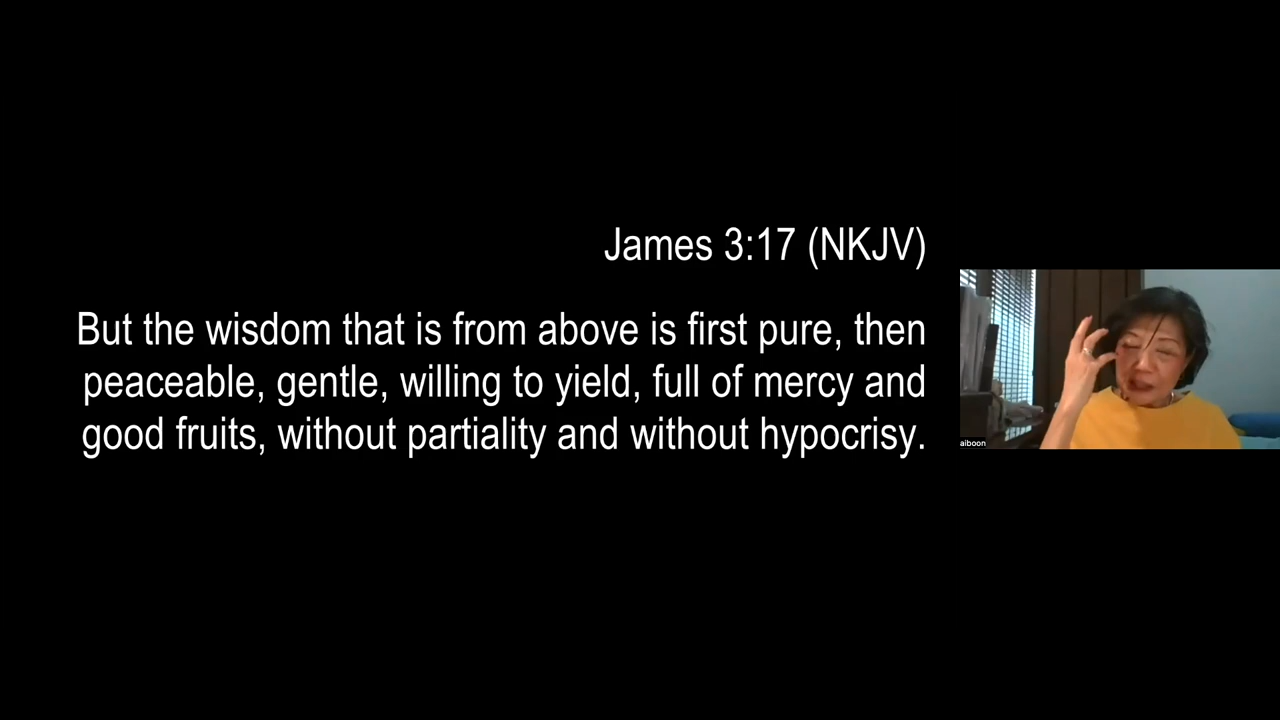 James 3:17 (NKJV)
But the wisdom that is from above is first pure, then
peaceable, gentle, willing to yield, full of mercy and
good fruits, without partiality and without hypocrisy.
aiboon